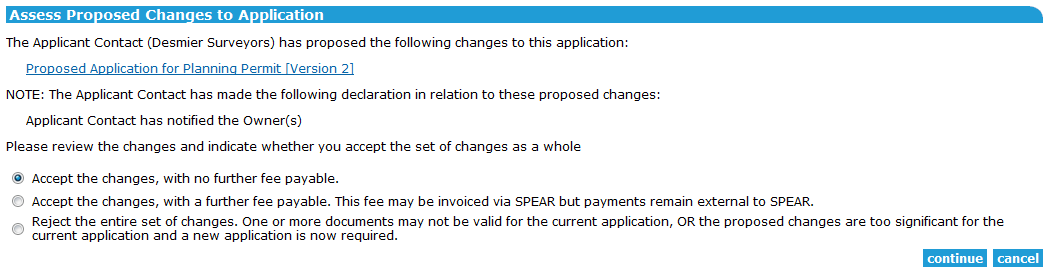 Assess Proposed Changes to Application
The Applicant Contact (Desmier Surveyors) has proposed the following changes to this application:
Proposed Application for Planning Permit [Version 2]
NOTE: The Applicant Contact has made the following declaration in relation to these proposed changes:
Applicant Contact has notified the Owner(s)
Please review the changes and indicate whether you accept the set of changes as a whole
Accept the changes, with no further fee payable.
Accept the changes, with a further fee payable. This fee may be invoiced via SPEAR but payments remain external to SPEAR.
Reject the entire set of changes. One or more documents may not be valid for the current application, OR the proposed changes are too significant for the
current application and a new application is now required.
continue cancel